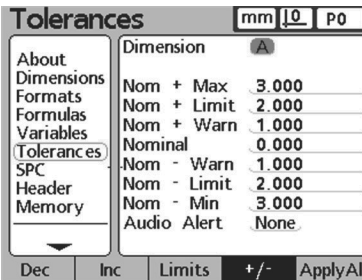 Tolerances mm |0 P0
About
Dimensions
Formats
Formulas
Variables
Tolerances
SPC
Header
Memory
Dimension A
Nom + Max 3.000
Nom + Limit 2.000
Nom + Warn 1.000
Nominal 0.000
Nom - Warn 1.000
Nom - Limit 2.000
Nom - Min 3.000
Audio Alert None
Dec Inc Limits +/- ApplyAl